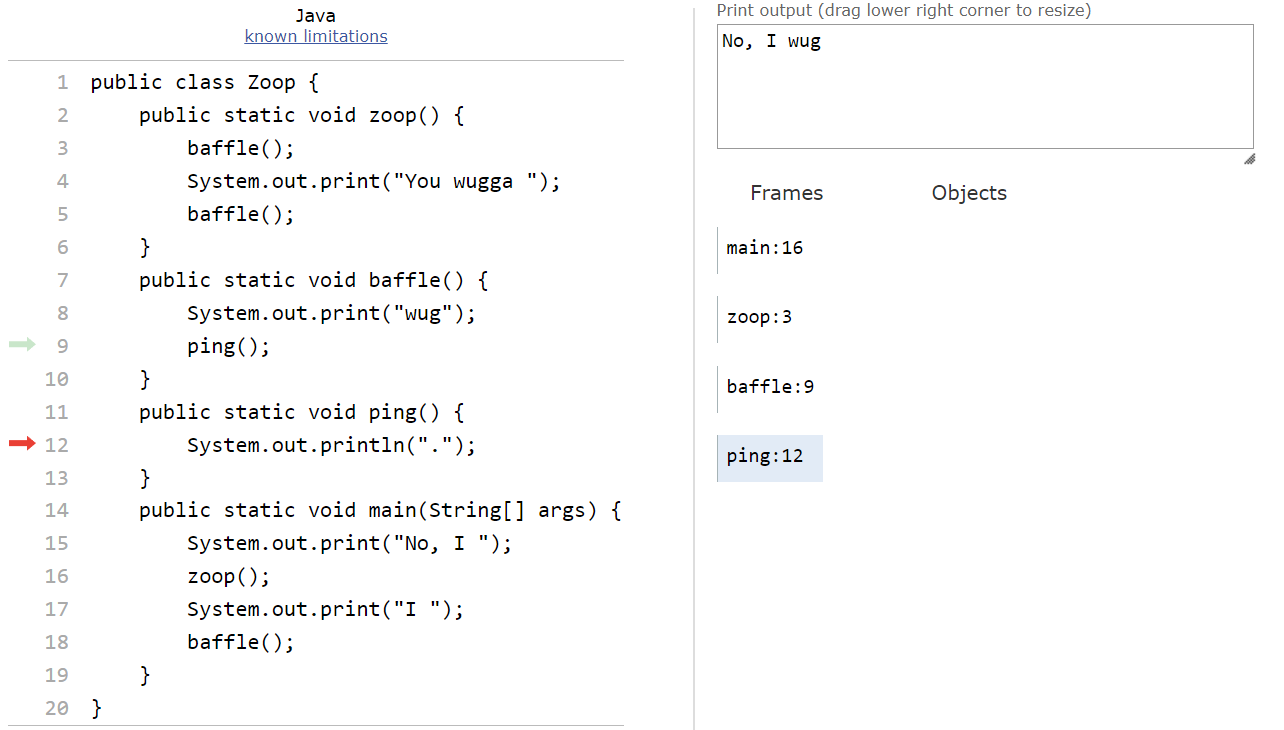 Java
known limitations
1 public class Zoop {
2     public static void zoop() {
3         baffle();
4         System.out.print("You wugga ");
5         baffle();
6     }
7     public static void baffle() {
8         System.out.print("wug");
9         ping();
10     }
11     public static void ping() {
12         System.out.println(".");
13     }
14     public static void main(String[] args) {
15         System.out.print("No, I ");
16         zoop();
17         System.out.print("I ");
18         baffle();
19     }
20 }
Print output (drag lower right corner to resize)
No, I wug
Frames Objects
main:16
zoop:3
baffle:9
ping:12